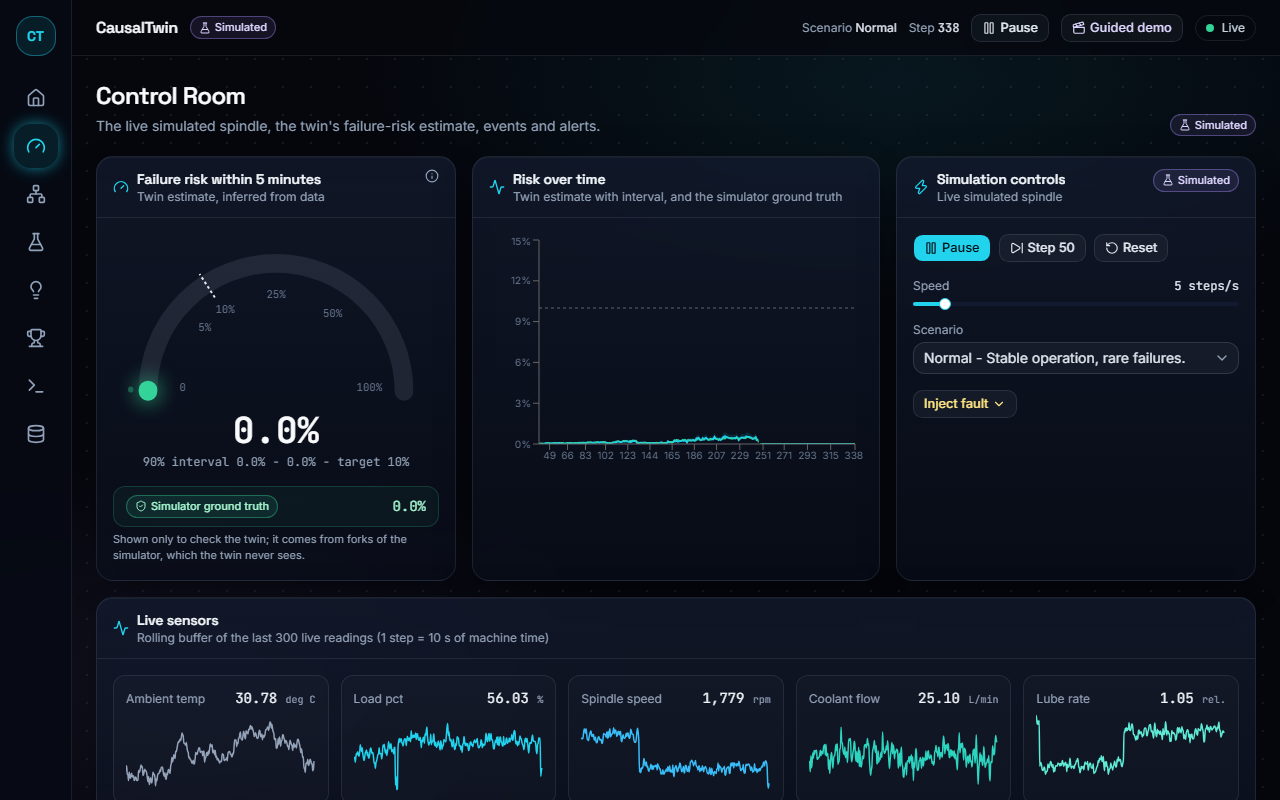 CT
CausalTwin
Simulated
Scenario Normal
Step 338
Pause
Guided demo
Live
Control Room
The live simulated spindle, the twin's failure-risk estimate, events and alerts.
Simulated
Failure risk within 5 minutes
Twin estimate, inferred from data
0
5%
10%
25%
50%
100%
0.0%
90% interval 0.0% - 0.0% - target 10%
Simulator ground truth
0.0%
Shown only to check the twin; it comes from forks of the
simulator, which the twin never sees.
Risk over time
Twin estimate with interval, and the simulator ground truth
15%
12%
9%
6%
3%
0%
49 66 83 102 123 144 165 186 207 229 251 271 293 315 338
Simulation controls
Live simulated spindle
Simulated
Pause
Step 50
Reset
Speed
5 steps/s
Scenario
Normal - Stable operation, rare failures.
Inject fault
Live sensors
Rolling buffer of the last 300 live readings (1 step = 10 s of machine time)
Ambient temp 30.78 deg C
Load pct 56.03 %
Spindle speed 1,779 rpm
Coolant flow 25.10 L/min
Lube rate 1.05 rel.